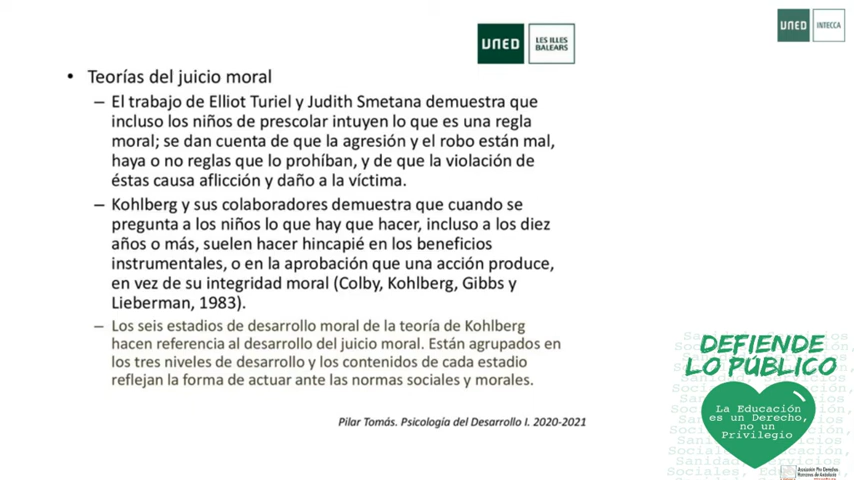 UNED
LES ILLES
BALEARS
UNED
INTECCA
• Teorías del juicio moral
– El trabajo de Elliot Turiel y Judith Smetana demuestra que
incluso los niños de prescolar intuyen lo que es una regla
moral; se dan cuenta de que la agresión y el robo están mal,
haya o no reglas que lo prohíban, y de que la violación de
éstas causa aflicción y daño a la víctima.
– Kohlberg y sus colaboradores demuestra que cuando se
pregunta a los niños lo que hay que hacer, incluso a los diez
años o más, suelen hacer hincapié en los beneficios
instrumentales, o en la aprobación que una acción produce,
en vez de su integridad moral (Colby, Kohlberg, Gibbs y
Lieberman, 1983).
– Los seis estadios de desarrollo moral de la teoría de Kohlberg
hacen referencia al desarrollo del juicio moral. Están agrupados en
los tres niveles de desarrollo y los contenidos de cada estadio
reflejan la forma de actuar ante las normas sociales y morales.
Pilar Tomás. Psicología del Desarrollo I. 2020-2021
DEFIENDE
LO PÚBLICO
La Educación
es un Derecho,
no un
Privilegio